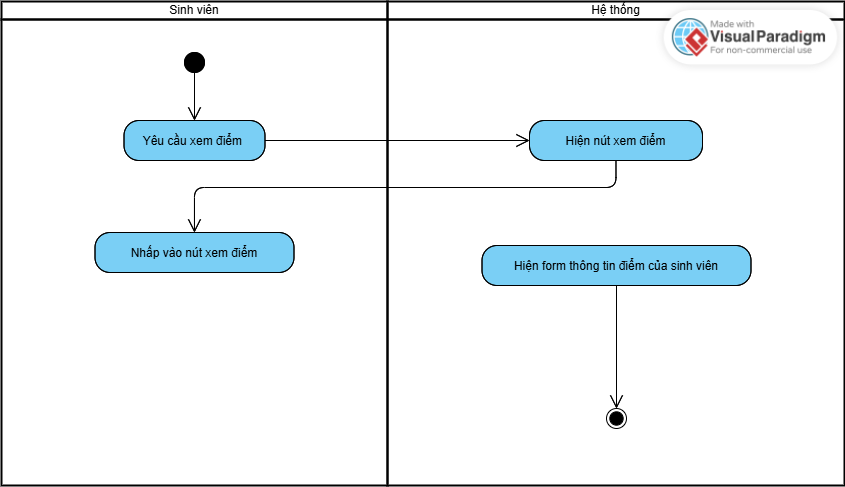 Sinh viên
Hệ thống
Made with
Visual Paradigm
For non-commercial use
Yêu cầu xem điểm
Hiện nút xem điểm
Nhấp vào nút xem điểm
Hiện form thông tin điểm của sinh viên